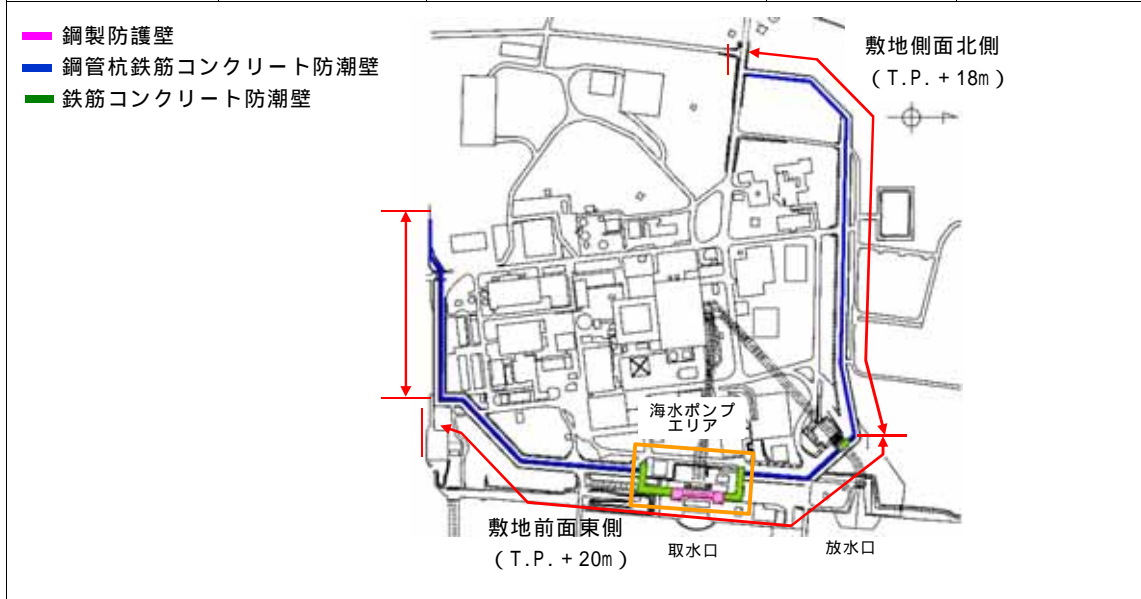 鋼製防護壁
鋼管杭鉄筋コンクリート防潮壁
鉄筋コンクリート防潮壁
敷地側面北側
（T.P.＋18m）
海水ポンプ
エリア
敷地前面東側
（T.P.＋20m）
取水口
放水口